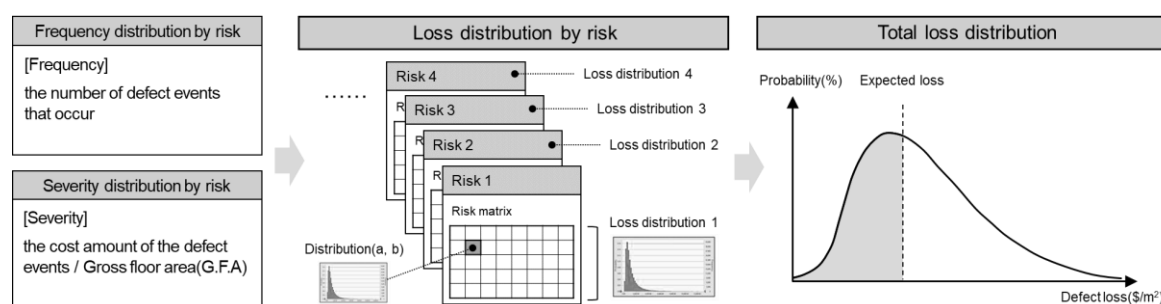 Frequency distribution by risk
[Frequency]
the number of defect events
that occur
Severity distribution by risk
[Severity]
the cost amount of the defect
events / Gross floor area(G.F.A)
Loss distribution by risk
......
Risk 4
Loss distribution 4
R
Risk 3
Loss distribution 3
R
Risk 2
Loss distribution 2
R
Risk 1
Risk matrix
Loss distribution 1
Distribution(a, b)
Total loss distribution
Probability(%)
Expected loss
Defect loss($/m²)